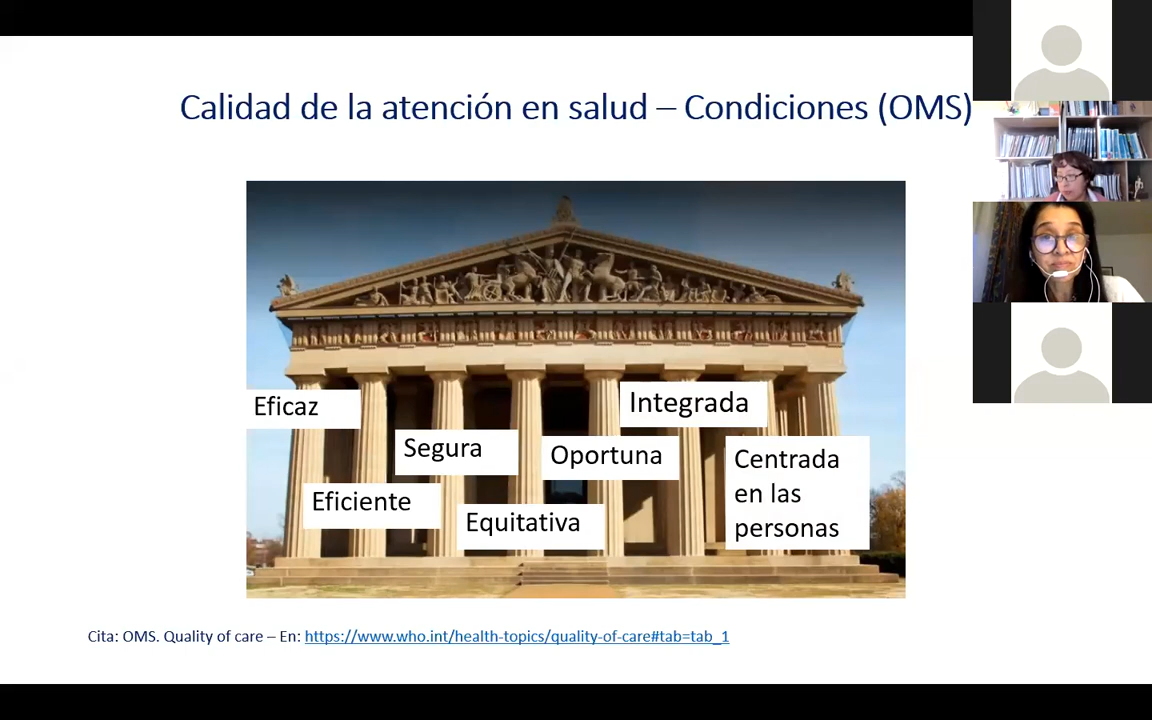 Calidad de la atención en salud – Condiciones (OMS)
Eficaz
Integrada
Segura
Oportuna
Centrada
en las
personas
Eficiente
Equitativa
Cita: OMS. Quality of care – En: https://www.who.int/health-topics/quality-of-care#tab=tab_1